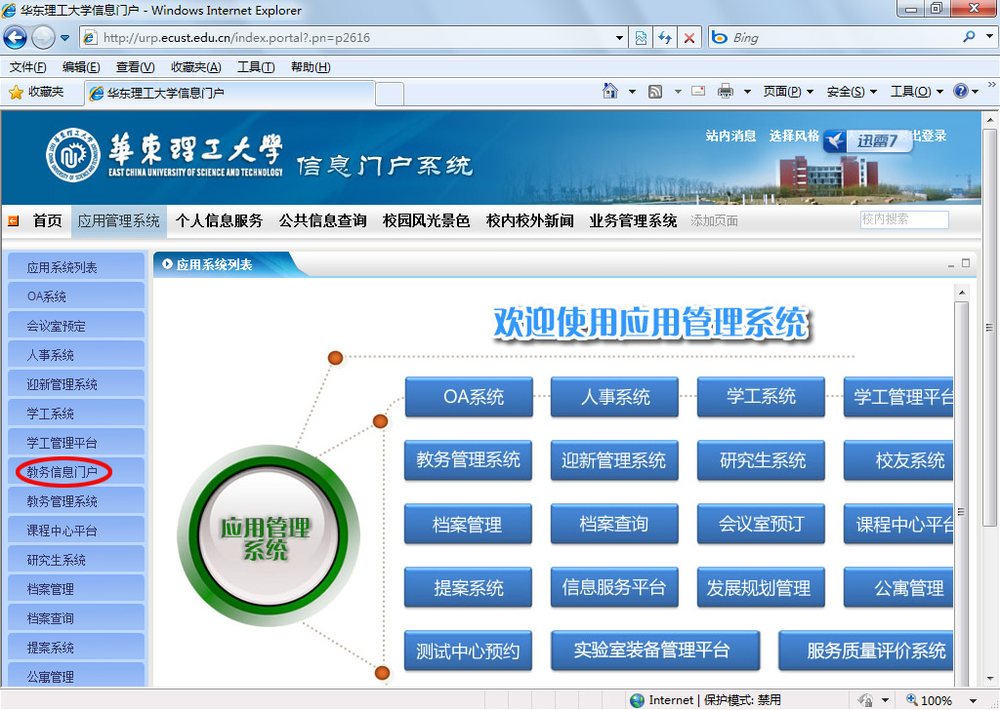 华东理工大学信息门户 - Windows Internet Explorer
http://urp.ecust.edu.cn/index.portal?.pn=p2616
Bing
文件(F) 编辑(E) 查看(V) 收藏夹(A) 工具(T) 帮助(H)
收藏夹 华东理工大学信息门户 页面(P) 安全(S) 工具(O)
站内消息 选择风格 迅雷7 出登录
華東理工大學 信息门户系统
EAST CHINA UNIVERSITY OF SCIENCE AND TECHNOLOGY
首页 应用管理系统 个人信息服务 公共信息查询 校园风光景色 校内校外新闻 业务管理系统 添加页面 校内搜索
应用系统列表
OA系统
会议室预定
人事系统
迎新管理系统
学工系统
学工管理平台
教务信息门户
教务管理系统
课程中心平台
研究生系统
档案管理
档案查询
提案系统
公寓管理
应用系统列表
欢迎使用应用管理系统
应用管理
系统
OA系统 人事系统 学工系统 学工管理平台
教务管理系统 迎新管理系统 研究生系统 校友系统
档案管理 档案查询 会议室预订 课程中心平台
提案系统 信息服务平台 发展规划管理 公寓管理
测试中心预约 实验室装备管理平台 服务质量评价系统
Internet | 保护模式: 禁用 100%